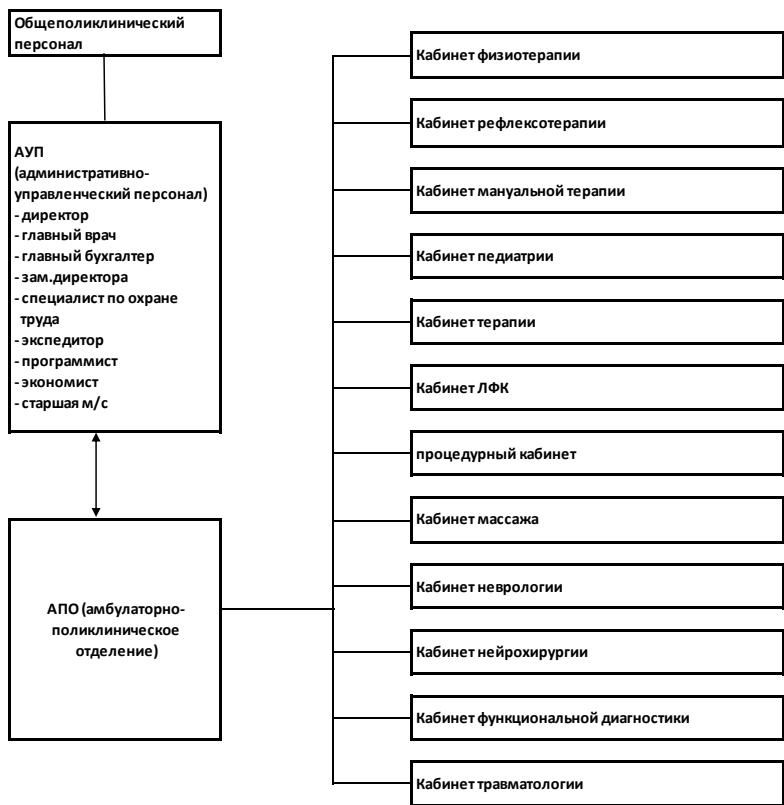 Общеполиклинический
персонал
АУП
(административно-
управленческий персонал)
- директор
- главный врач
- главный бухгалтер
- зам.директора
- специалист по охране
труда
- экспедитор
- программист
- экономист
- старшая м/с
АПО (амбулаторно-
поликлиническое
отделение)
Кабинет физиотерапии
Кабинет рефлексотерапии
Кабинет мануальной терапии
Кабинет педиатрии
Кабинет терапии
Кабинет ЛФК
процедурный кабинет
Кабинет массажа
Кабинет неврологии
Кабинет нейрохирургии
Кабинет функциональной диагностики
Кабинет травматологии